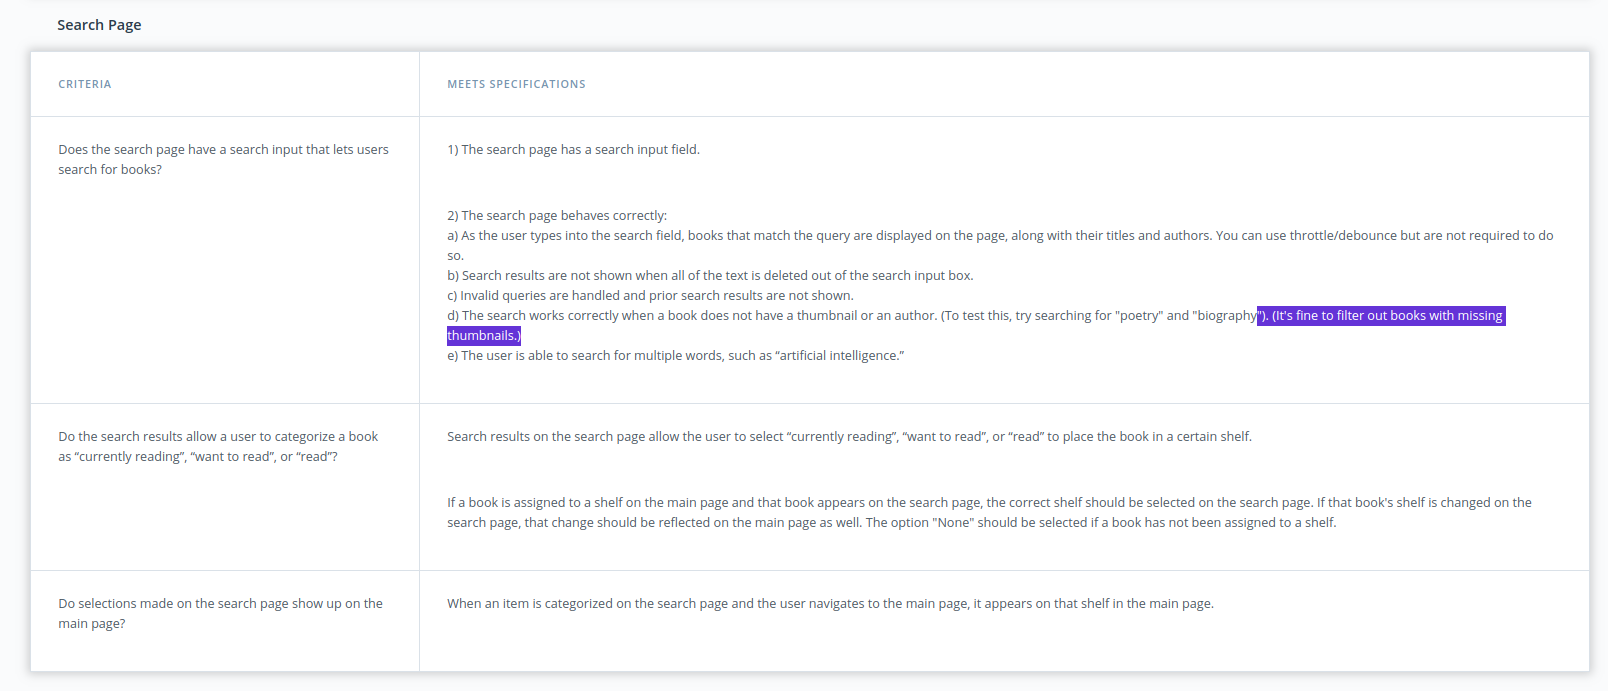 Search Page
CRITERIA
MEETS SPECIFICATIONS
Does the search page have a search input that lets users
search for books?
1) The search page has a search input field.
2) The search page behaves correctly:
a) As the user types into the search field, books that match the query are displayed on the page, along with their titles and authors. You can use throttle/debounce but are not required to do
so.
b) Search results are not shown when all of the text is deleted out of the search input box.
c) Invalid queries are handled and prior search results are not shown.
d) The search works correctly when a book does not have a thumbnail or an author. (To test this, try searching for "poetry" and "biography"). (It's fine to filter out books with missing
thumbnails.)
e) The user is able to search for multiple words, such as “artificial intelligence.”
Do the search results allow a user to categorize a book
as “currently reading”, “want to read”, or “read”?
Search results on the search page allow the user to select “currently reading”, “want to read”, or “read” to place the book in a certain shelf.
If a book is assigned to a shelf on the main page and that book appears on the search page, the correct shelf should be selected on the search page. If that book's shelf is changed on the
search page, that change should be reflected on the main page as well. The option "None" should be selected if a book has not been assigned to a shelf.
Do selections made on the search page show up on the
main page?
When an item is categorized on the search page and the user navigates to the main page, it appears on that shelf in the main page.